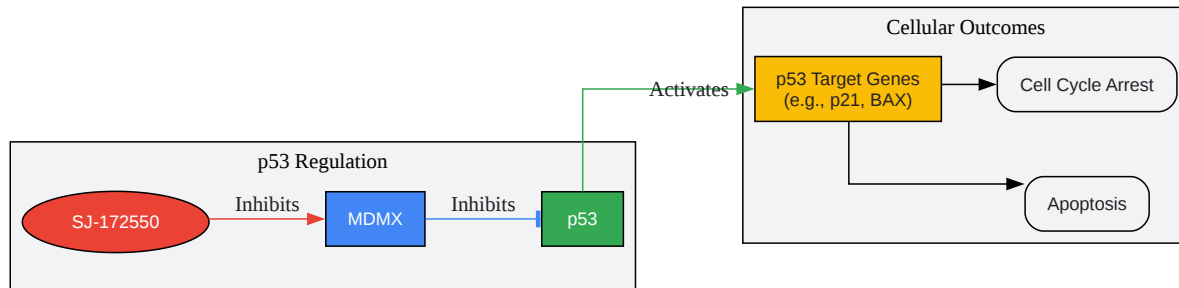 Cellular Outcomes
Activates
p53 Target Genes
(e.g., p21, BAX)
Cell Cycle Arrest
Apoptosis
p53 Regulation
SJ-172550
Inhibits
MDMX
Inhibits
p53